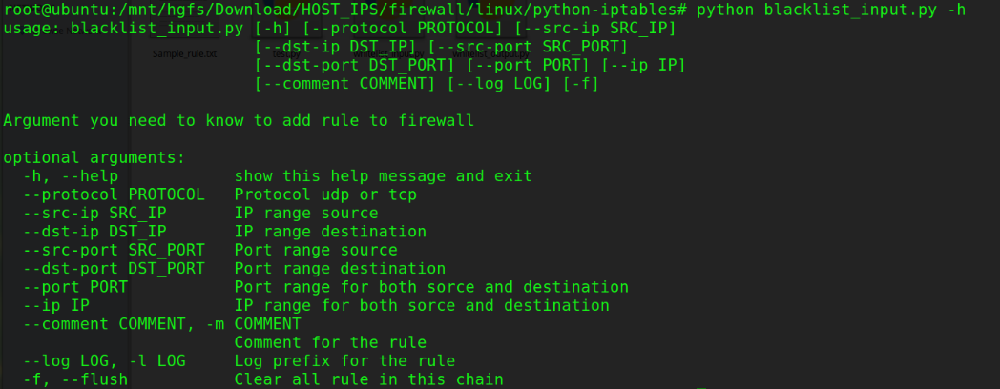 root@ubuntu:/mnt/hgfs/Download/HOST_IPS/firewall/linux/python-iptables# python blacklist_input.py -h
usage: blacklist_input.py [-h] [--protocol PROTOCOL] [--src-ip SRC_IP]
                          [--dst-ip DST_IP] [--src-port SRC_PORT]
Sample_rule.txt
                          [--dst-port DST_PORT] [--port PORT] [--ip IP]
                          [--comment COMMENT] [--log LOG] [-f]

Argument you need to know to add rule to firewall

optional arguments:
  -h, --help            show this help message and exit
  --protocol PROTOCOL   Protocol udp or tcp
  --src-ip SRC_IP       IP range source
  --dst-ip DST_IP       IP range destination
  --src-port SRC_PORT   Port range source
  --dst-port DST_PORT   Port range destination
  --port PORT           Port range for both sorce and destination
  --ip IP               IP range for both sorce and destination
  --comment COMMENT, -m COMMENT
                        Comment for the rule
  --log LOG, -l LOG     Log prefix for the rule
  -f, --flush           Clear all rule in this chain